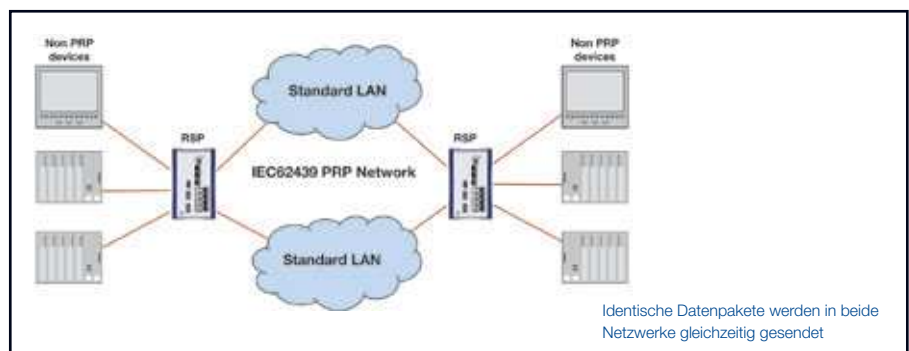 Non PRP
devices
Non PRP
devices
Standard LAN
RSP
RSP
IEC62439 PRP Network
Standard LAN
Identische Datenpakete werden in beide
Netzwerke gleichzeitig gesendet